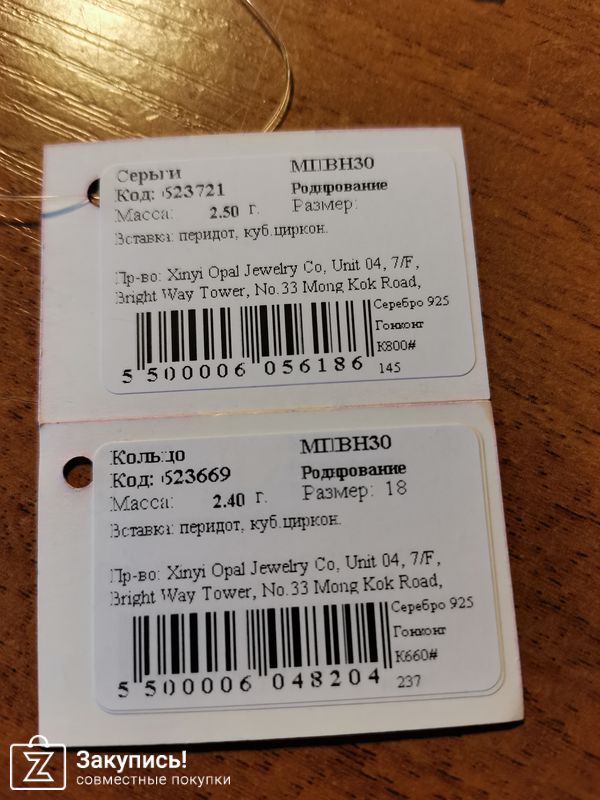 Серьги МПВН30
Код: 623721 Родирование
Масса: 2.50 г. Размер:
Вставка: перидот, куб.циркон.
Пр-во: Xinyi Opal Jewelry Co, Unit 04, 7/F,
Bright Way Tower, No.33 Mong Kok Road,
Серебро 925
Гонконг
K800#
5 500006 056186 145
Кольцо МПВН30
Код: 623669 Родирование
Масса: 2.40 г. Размер: 18
Вставка: перидот, куб.циркон.
Пр-во: Xinyi Opal Jewelry Co, Unit 04, 7/F,
Bright Way Tower, No.33 Mong Kok Road,
Серебро 925
Гонконг
K660#
5 500006 048204 237
Закупись!
совместные покупки